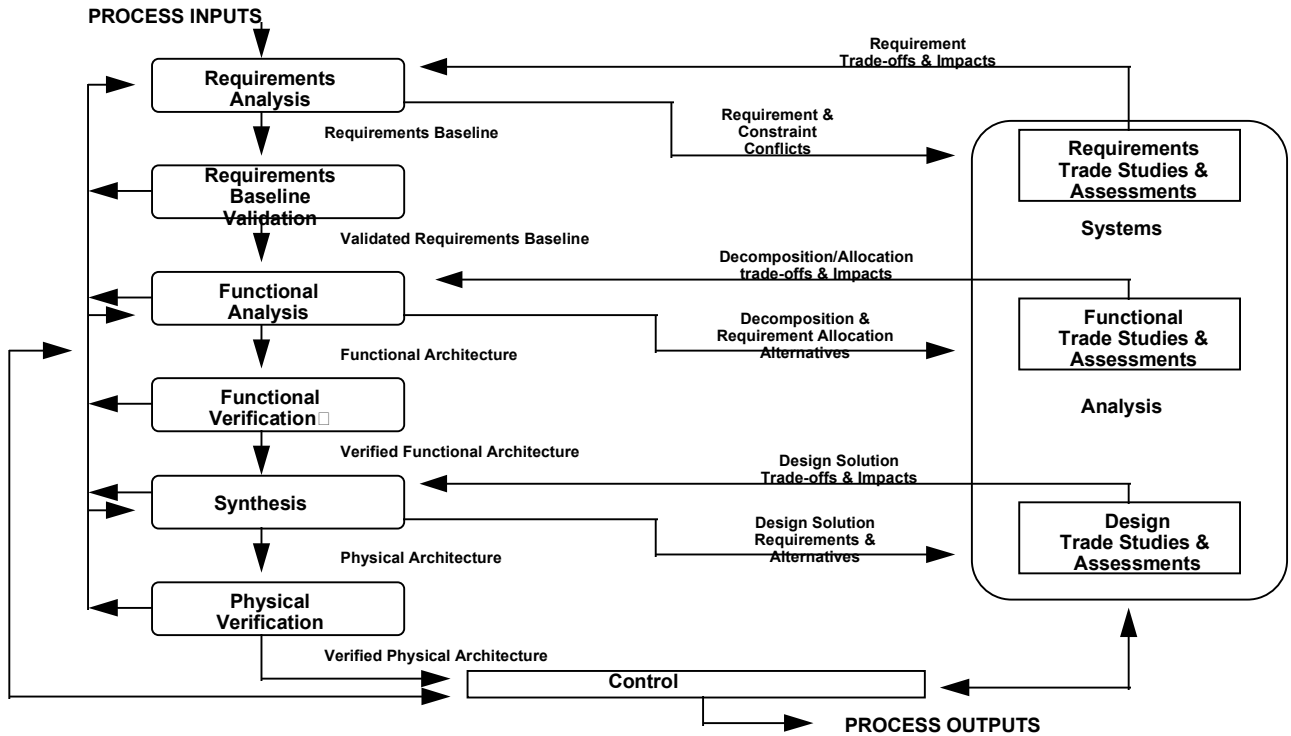 PROCESS INPUTS
Requirement
Trade-offs & Impacts
Requirements
Analysis
Requirements Baseline
Requirement &
Constraint
Conflicts
Requirements
Trade Studies &
Assessments
Requirements
Baseline
Validation
Systems
Validated Requirements Baseline
Decomposition/Allocation
trade-offs & Impacts
Functional
Analysis
Decomposition &
Requirement Allocation
Alternatives
Functional
Trade Studies &
Assessments
Functional Architecture
Functional
Verification□
Analysis
Verified Functional Architecture
Design Solution
Trade-offs & Impacts
Synthesis
Design Solution
Requirements &
Alternatives
Design
Trade Studies &
Assessments
Physical Architecture
Physical
Verification
Verified Physical Architecture
Control
PROCESS OUTPUTS